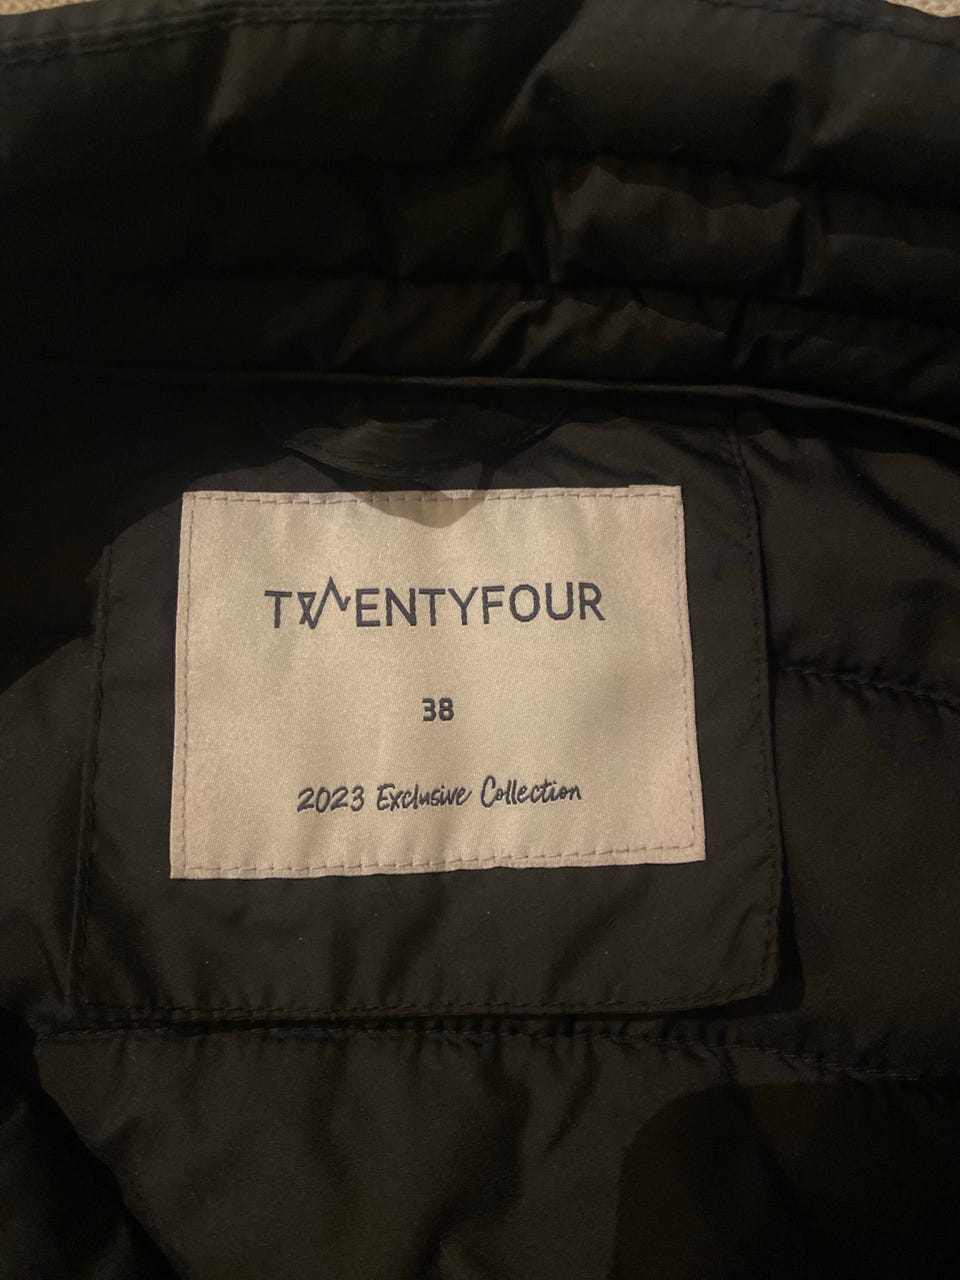 TWENTYFOUR
38
2023 Exclusive Collection